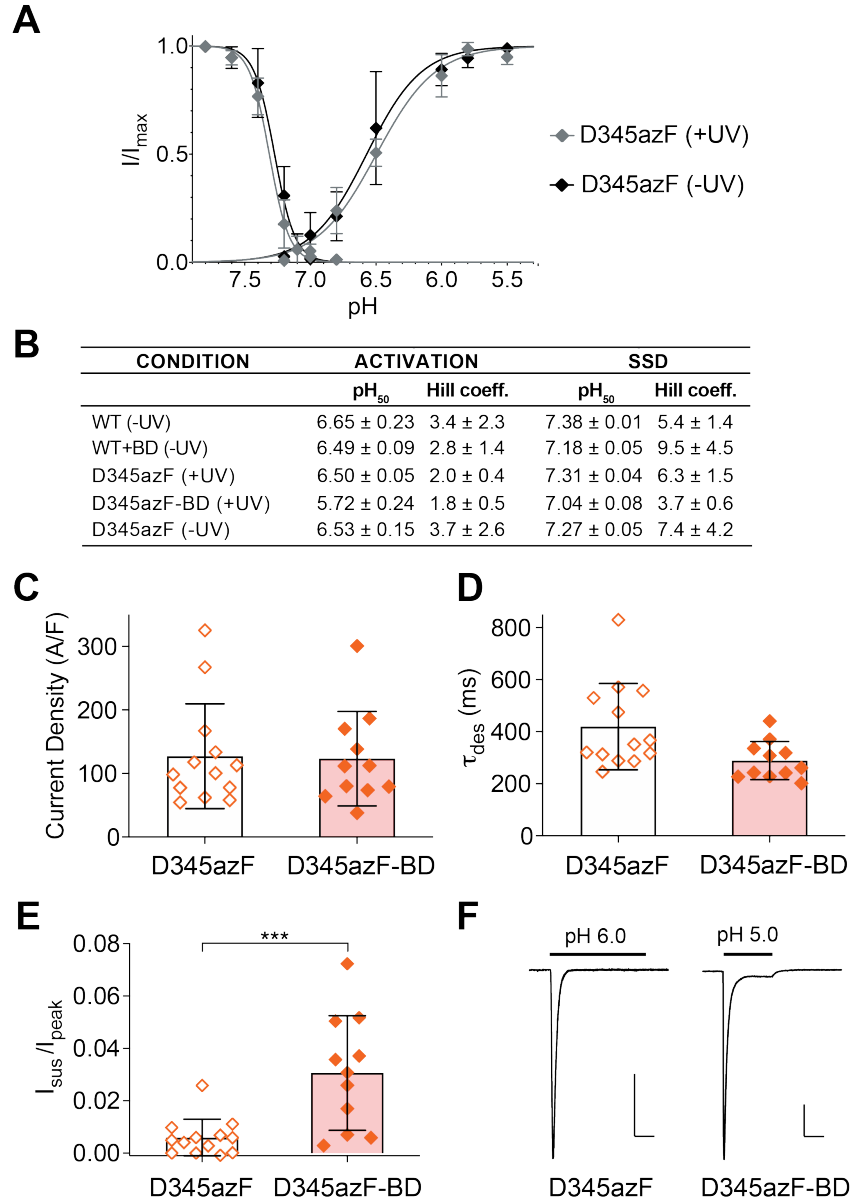 A
1.0
0.5
0.0
I/Imax
7.5 7.0 6.5 6.0 5.5
pH
D345azF (+UV)
D345azF (-UV)
B
CONDITION ACTIVATION SSD
pH50 Hill coeff. pH50 Hill coeff.
WT (-UV) 6.65 ± 0.23 3.4 ± 2.3 7.38 ± 0.01 5.4 ± 1.4
WT+BD (-UV) 6.49 ± 0.09 2.8 ± 1.4 7.18 ± 0.05 9.5 ± 4.5
D345azF (+UV) 6.50 ± 0.05 2.0 ± 0.4 7.31 ± 0.04 6.3 ± 1.5
D345azF-BD (+UV) 5.72 ± 0.24 1.8 ± 0.5 7.04 ± 0.08 3.7 ± 0.6
D345azF (-UV) 6.53 ± 0.15 3.7 ± 2.6 7.27 ± 0.05 7.4 ± 4.2
C
Current Density (A/F)
300
200
100
0
D345azF D345azF-BD
D
τdes (ms)
800
600
400
200
0
D345azF D345azF-BD
E
Isus/Ipeak
0.08
0.06
0.04
0.02
0.00
***
D345azF D345azF-BD
F
pH 6.0 pH 5.0
D345azF D345azF-BD